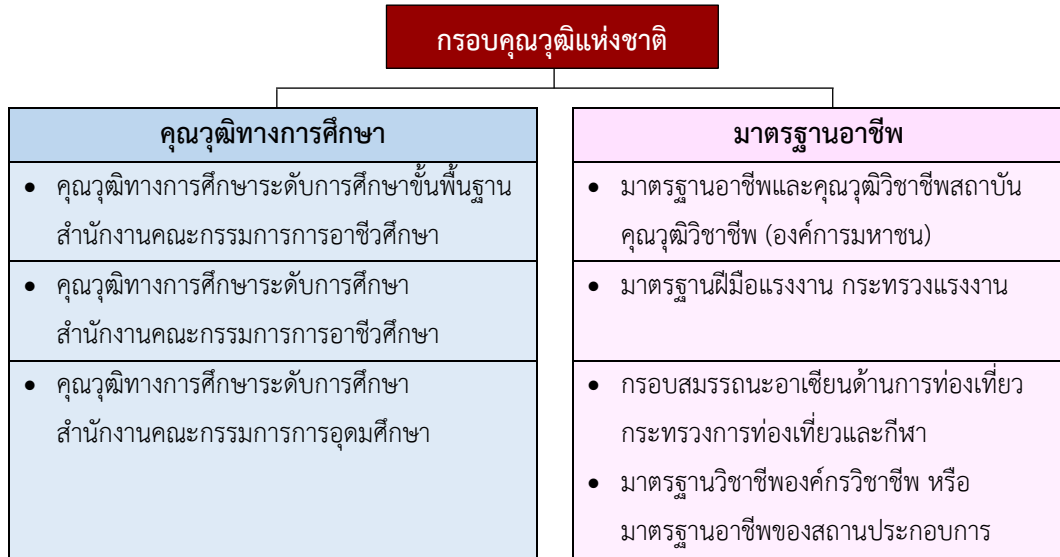 กรอบคุณวุฒิแห่งชาติ
คุณวุฒิทางการศึกษา
• คุณวุฒิทางการศึกษาระดับการศึกษาขั้นพื้นฐาน
สำนักงานคณะกรรมการการอาชีวศึกษา
• คุณวุฒิทางการศึกษาระดับการศึกษา
สำนักงานคณะกรรมการการอาชีวศึกษา
• คุณวุฒิทางการศึกษาระดับการศึกษา
สำนักงานคณะกรรมการการอุดมศึกษา
มาตรฐานอาชีพ
• มาตรฐานอาชีพและคุณวุฒิวิชาชีพสถาบัน
คุณวุฒิวิชาชีพ (องค์การมหาชน)
• มาตรฐานฝีมือแรงงาน กระทรวงแรงงาน
• กรอบสมรรถนะอาเซียนด้านการท่องเที่ยว
กระทรวงการท่องเที่ยวและกีฬา
• มาตรฐานวิชาชีพองค์กรวิชาชีพ หรือ
มาตรฐานอาชีพของสถานประกอบการ